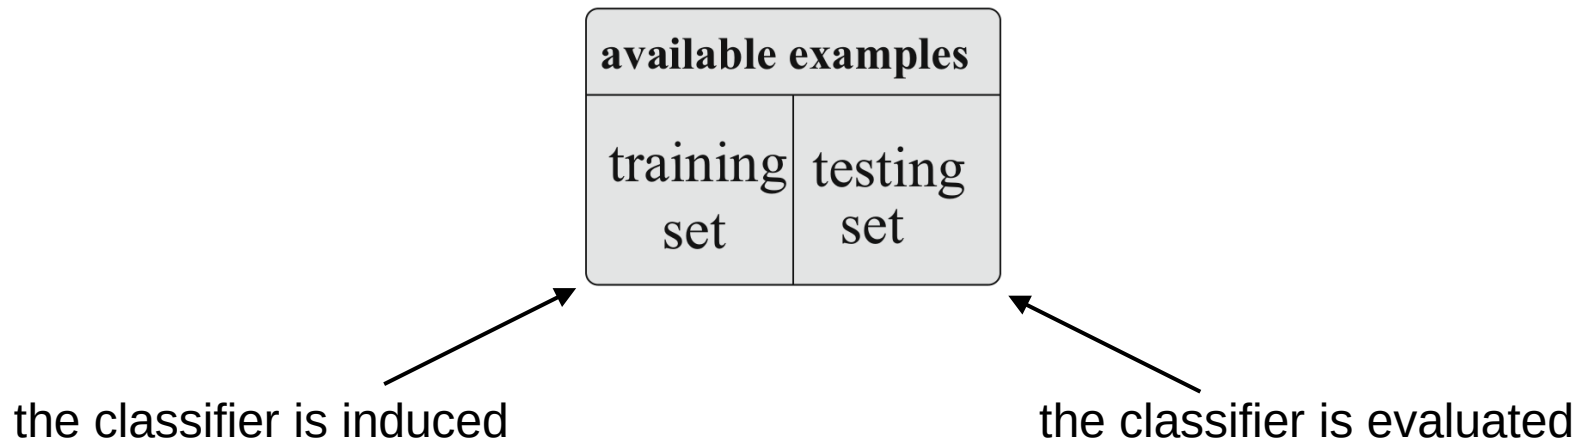 available examples
training
set
testing
set
the classifier is induced
the classifier is evaluated